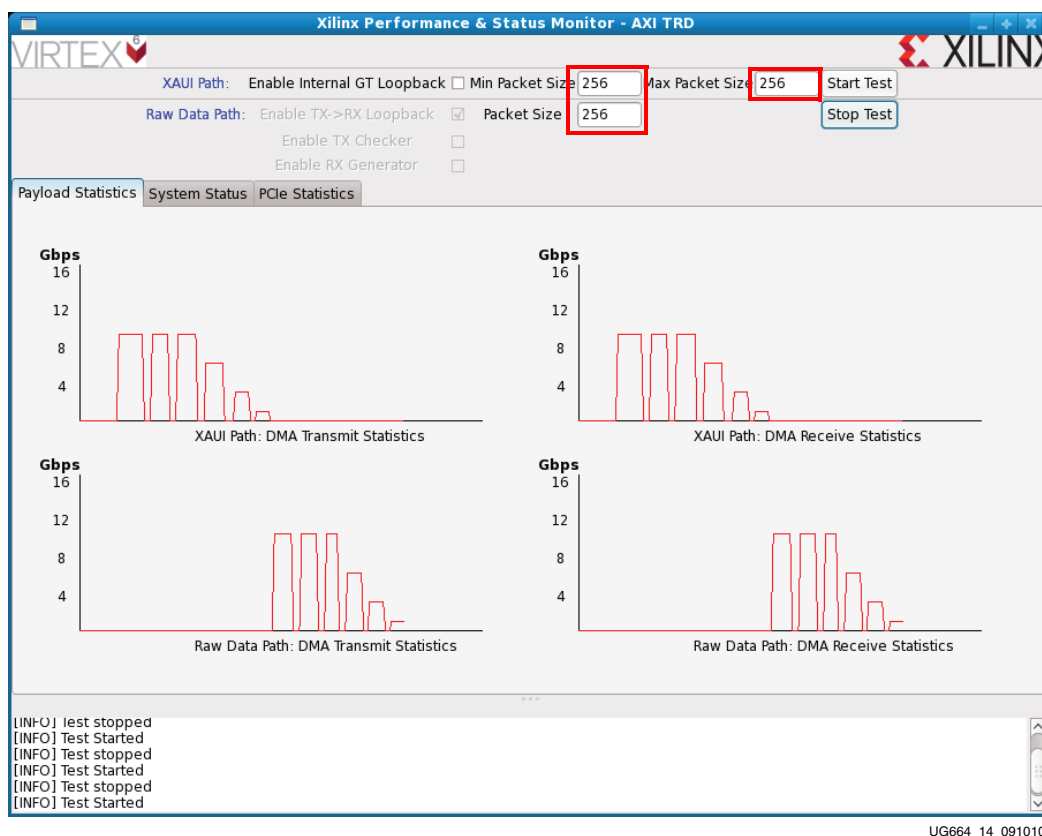 Xilinx Performance & Status Monitor - AXI TRD
VIRTEX 6 XILINX
XAUI Path: Enable Internal GT Loopback Min Packet Size 256 Max Packet Size 256 Start Test
Raw Data Path: Enable TX->RX Loopback Packet Size 256 Stop Test
Enable TX Checker
Enable RX Generator
Payload Statistics System Status PCIe Statistics
Gbps
16
12
8
4
XAUI Path: DMA Transmit Statistics
Gbps
16
12
8
4
XAUI Path: DMA Receive Statistics
Gbps
16
12
8
4
Raw Data Path: DMA Transmit Statistics
Gbps
16
12
8
4
Raw Data Path: DMA Receive Statistics
[INFO] Test stopped
[INFO] Test Started
[INFO] Test stopped
[INFO] Test Started
[INFO] Test stopped
[INFO] Test Started
UG664_14_091010